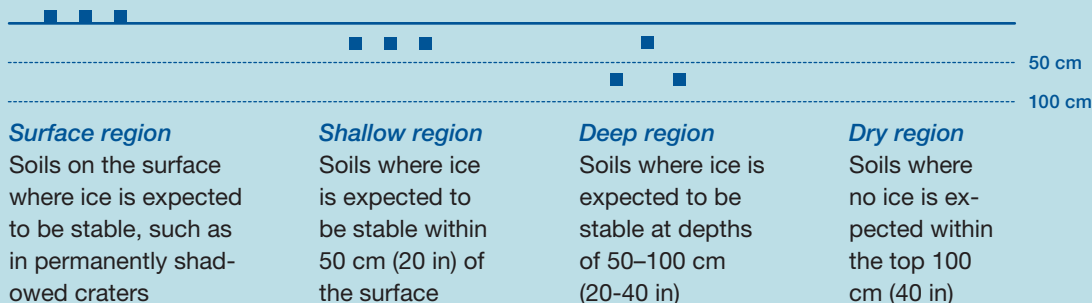 50 cm
100 cm
Surface region
Soils on the surface
where ice is expected
to be stable, such as
in permanently shad-
owed craters
Shallow region
Soils where ice
is expected to
be stable within
50 cm (20 in) of
the surface
Deep region
Soils where ice is
expected to be
stable at depths
of 50–100 cm
(20-40 in)
Dry region
Soils where
no ice is ex-
pected within
the top 100
cm (40 in)